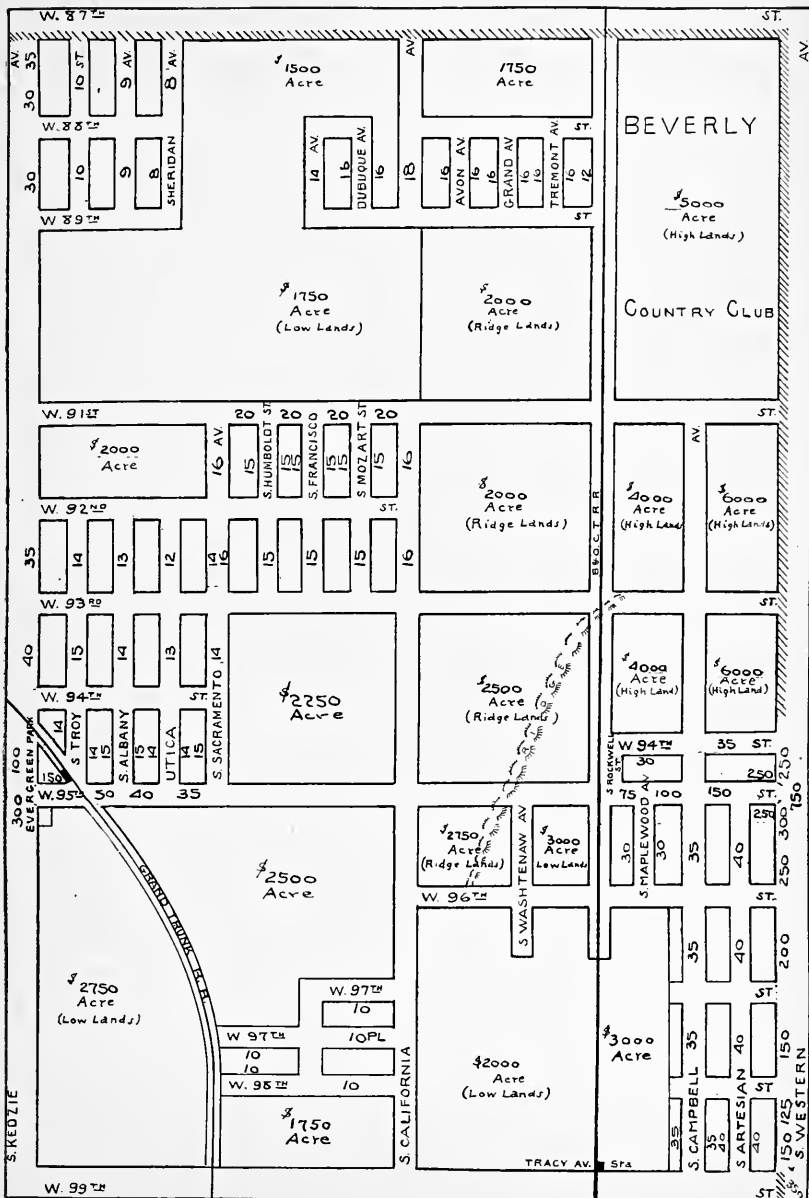 W. 87TH ST.
AV. 35 10 ST 9 AV. 8 AV. AV AV.
30
$1500
Acre
1750
Acre
W. 88TH ST.
BEVERLY
$5000
Acre
(High Lands)
COUNTRY CLUB
30 10 9 8 SHERIDAN
14 AV. 16 DUBUQUE AV. 16 18 16 AVON AV. 16 16 GRAND AV. 16 16 TREMONT AV. 16 12
W 89TH ST
$1750
Acre
(Low Lands)
$2000
Acre
(Ridge Lands)
W. 91ST ST.
20 20 20 20
$2000
Acre
16 AV. 15 S. HUMBOLDT ST. 15 15 S. FRANCISCO 15 15 S MOZART ST. 15 16
$2000
Acre
(Ridge Lands)
B&O.C.T.R R
AV.
$4000
Acre
(High Land)
$6000
Acre
(High Lands)
W. 92ND ST.
35 14 13 12 14 16 15 15 15 16
W. 93RD ST.
40 15 14 13 S. SACRAMENTO 14
$2250
Acre
$2500
Acre
(Ridge Lands)
$4000
Acre
(High Land)
$6000
Acre
(High Lands)
W. 94TH ST.
W 94TH 35 ST.
14 S TROY 14 15 S. ALBANY 15 14 UTICA 14 15
100
EVERGREEN PARK
150
S. ROCKWELL ST. 30 250 250
W. 95TH 50 40 35
75 100 150 ST.
300
750
$2750
Acre
(Ridge Lands)
S WASHTENAW AV
$3000
Acre
Low Lands
30 S. MAPLEWOOD AV 30 35 40 250 300
250
$2500
Acre
GRAND TRUNK R.R.
W. 96TH ST.
35 40 200
$2750
Acre
(Low Lands)
W. 97TH ST
10
W 97TH 10 PL
10
10
W. 98TH 10 ST
$1750
Acre
S. CALIFORNIA
$2000
Acre
(Low Lands)
$3000
Acre
35 40 150
S. CAMPBELL
S ARTESIAN
S. WESTERN
35 35 40 40 150 125
S. KEDZIE
TRACY AV. Sta
W. 99TH ST
350